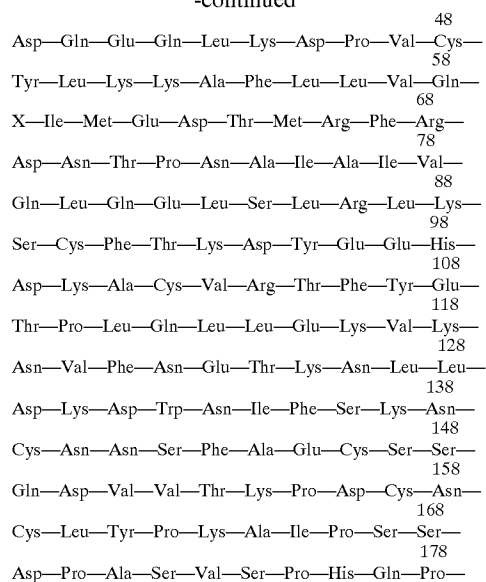 -continued
48
Asp—Gln—Glu—Gln—Leu—Lys—Asp—Pro—Val—Cys—
58
Tyr—Leu—Lys—Lys—Ala—Phe—Leu—Leu—Val—Gln—
68
X—Ile—Met—Glu—Asp—Thr—Met—Arg—Phe—Arg—
78
Asp—Asn—Thr—Pro—Asn—Ala—Ile—Ala—Ile—Val—
88
Gln—Leu—Gln—Glu—Leu—Ser—Leu—Arg—Leu—Lys—
98
Ser—Cys—Phe—Thr—Lys—Asp—Tyr—Glu—Glu—His—
108
Asp—Lys—Ala—Cys—Val—Arg—Thr—Phe—Tyr—Glu—
118
Thr—Pro—Leu—Gln—Leu—Leu—Glu—Lys—Val—Lys—
128
Asn—Val—Phe—Asn—Glu—Thr—Lys—Asn—Leu—Leu—
138
Asp—Lys—Asp—Trp—Asn—Ile—Phe—Ser—Lys—Asn—
148
Cys—Asn—Asn—Ser—Phe—Ala—Glu—Cys—Ser—Ser—
158
Gln—Asp—Val—Val—Thr—Lys—Pro—Asp—Cys—Asn—
168
Cys—Leu—Tyr—Pro—Lys—Ala—Ile—Pro—Ser—Ser—
178
Asp—Pro—Ala—Ser—Val—Ser—Pro—His—Gln—Pro—